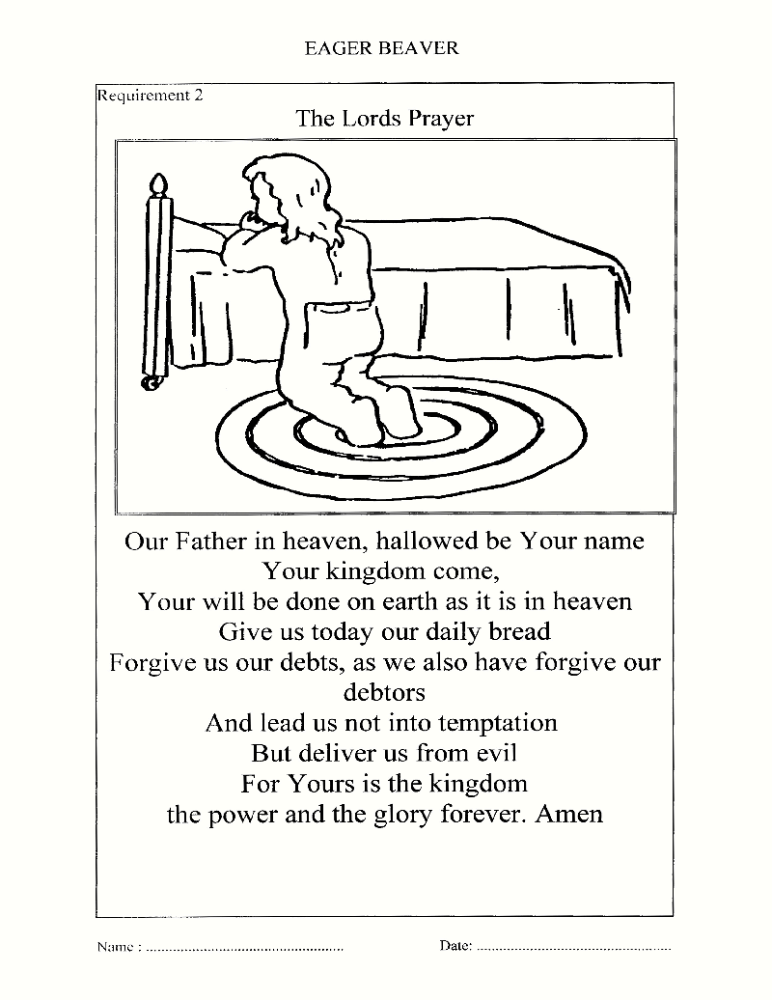 EAGER BEAVER
Requirement 2
The Lords Prayer
Our Father in heaven, hallowed be Your name
Your kingdom come,
Your will be done on earth as it is in heaven
Give us today our daily bread
Forgive us our debts, as we also have forgive our
debtors
And lead us not into temptation
But deliver us from evil
For Yours is the kingdom
the power and the glory forever. Amen
Name : .....................................................
Date: .....................................................